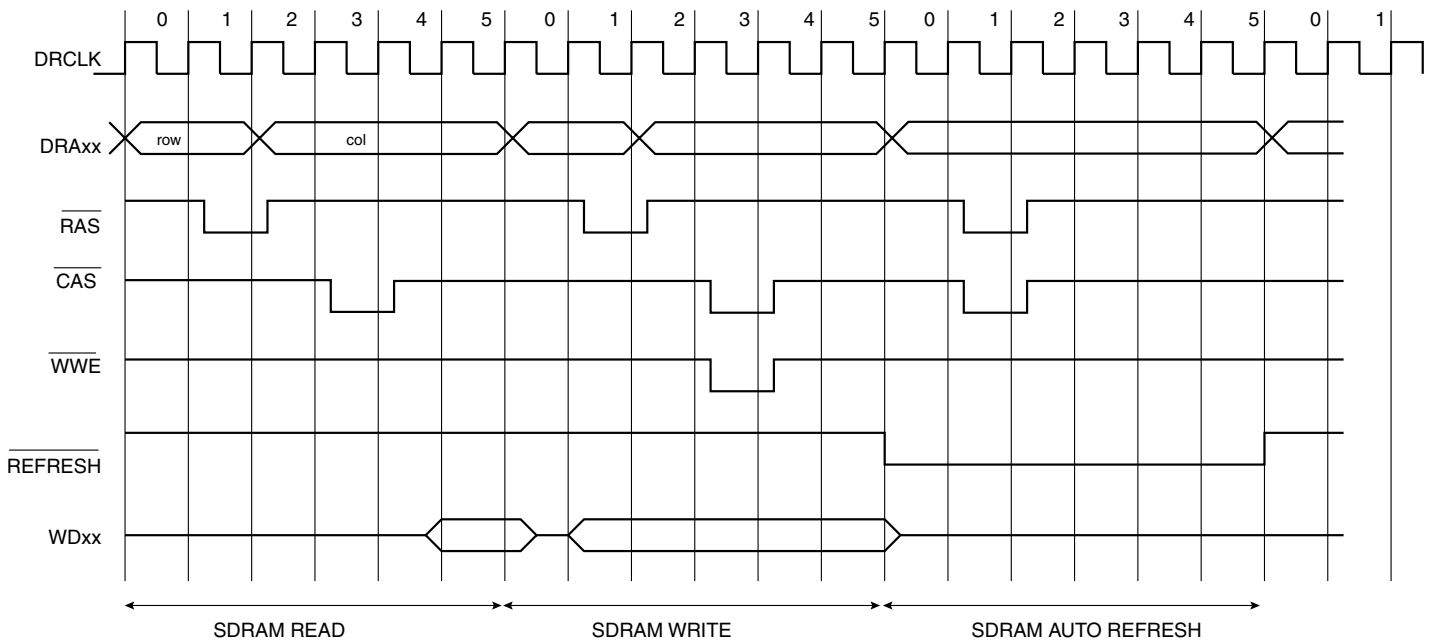 0 1 2 3 4 5 0 1 2 3 4 5 0 1 2 3 4 5 0 1
DRCLK
DRAxx row col
RAS
CAS
WWE
REFRESH
WDxx
SDRAM READ SDRAM WRITE SDRAM AUTO REFRESH